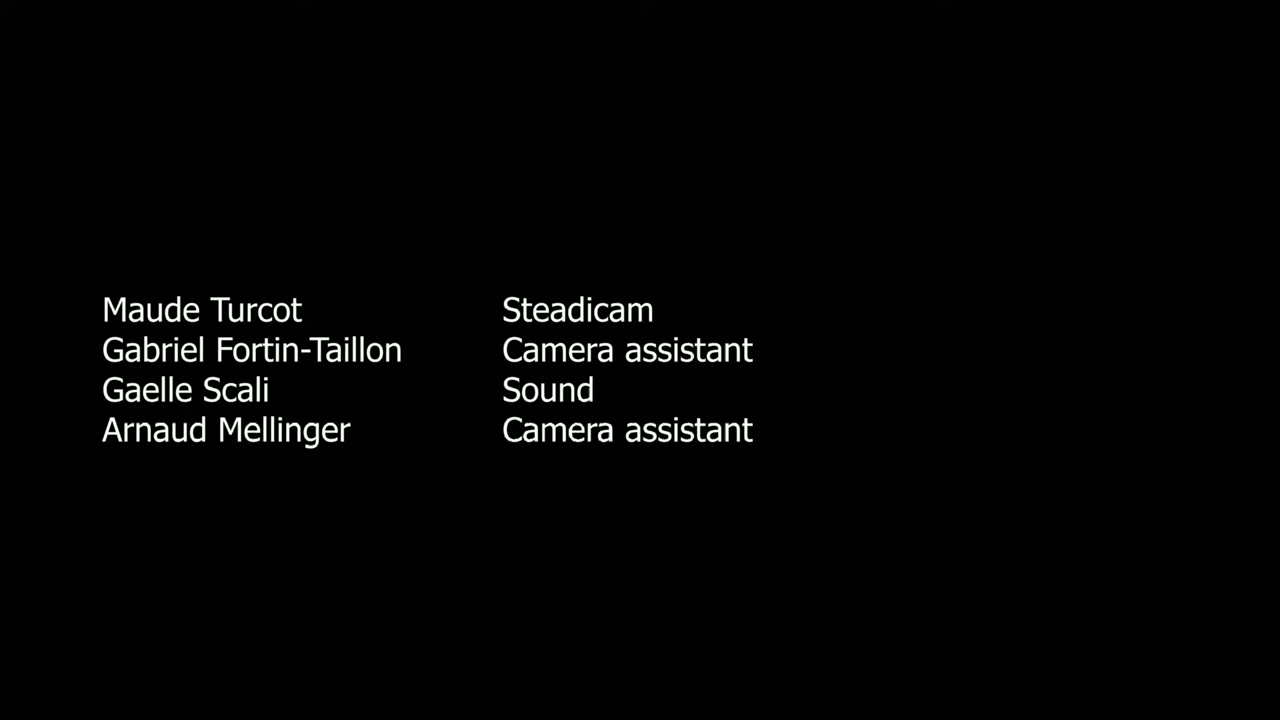 Maude Turcot Steadicam
Gabriel Fortin-Taillon Camera assistant
Gaelle Scali Sound
Arnaud Mellinger Camera assistant